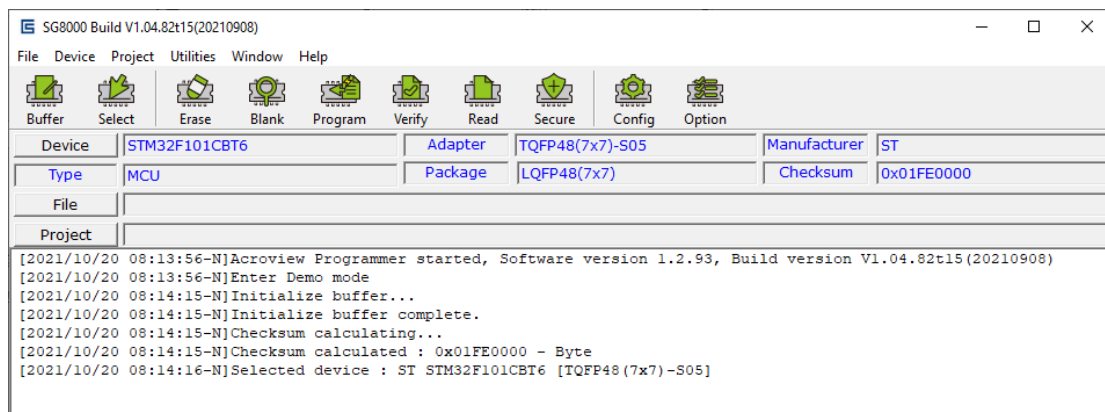 SG8000 Build V1.04.82t15(20210908)
File Device Project Utilities Window Help
Buffer Select Erase Blank Program Verify Read Secure Config Option
Device STM32F101CBT6 Adapter TQFP48(7x7)-S05 Manufacturer ST
Type MCU Package LQFP48(7x7) Checksum 0x01FE0000
File
Project
[2021/10/20 08:13:56-N]Acroview Programmer started, Software version 1.2.93, Build version V1.04.82t15(20210908)
[2021/10/20 08:13:56-N]Enter Demo mode
[2021/10/20 08:14:15-N]Initialize buffer...
[2021/10/20 08:14:15-N]Initialize buffer complete.
[2021/10/20 08:14:15-N]Checksum calculating...
[2021/10/20 08:14:15-N]Checksum calculated : 0x01FE0000 - Byte
[2021/10/20 08:14:16-N]Selected device : ST STM32F101CBT6 [TQFP48(7x7)-S05]